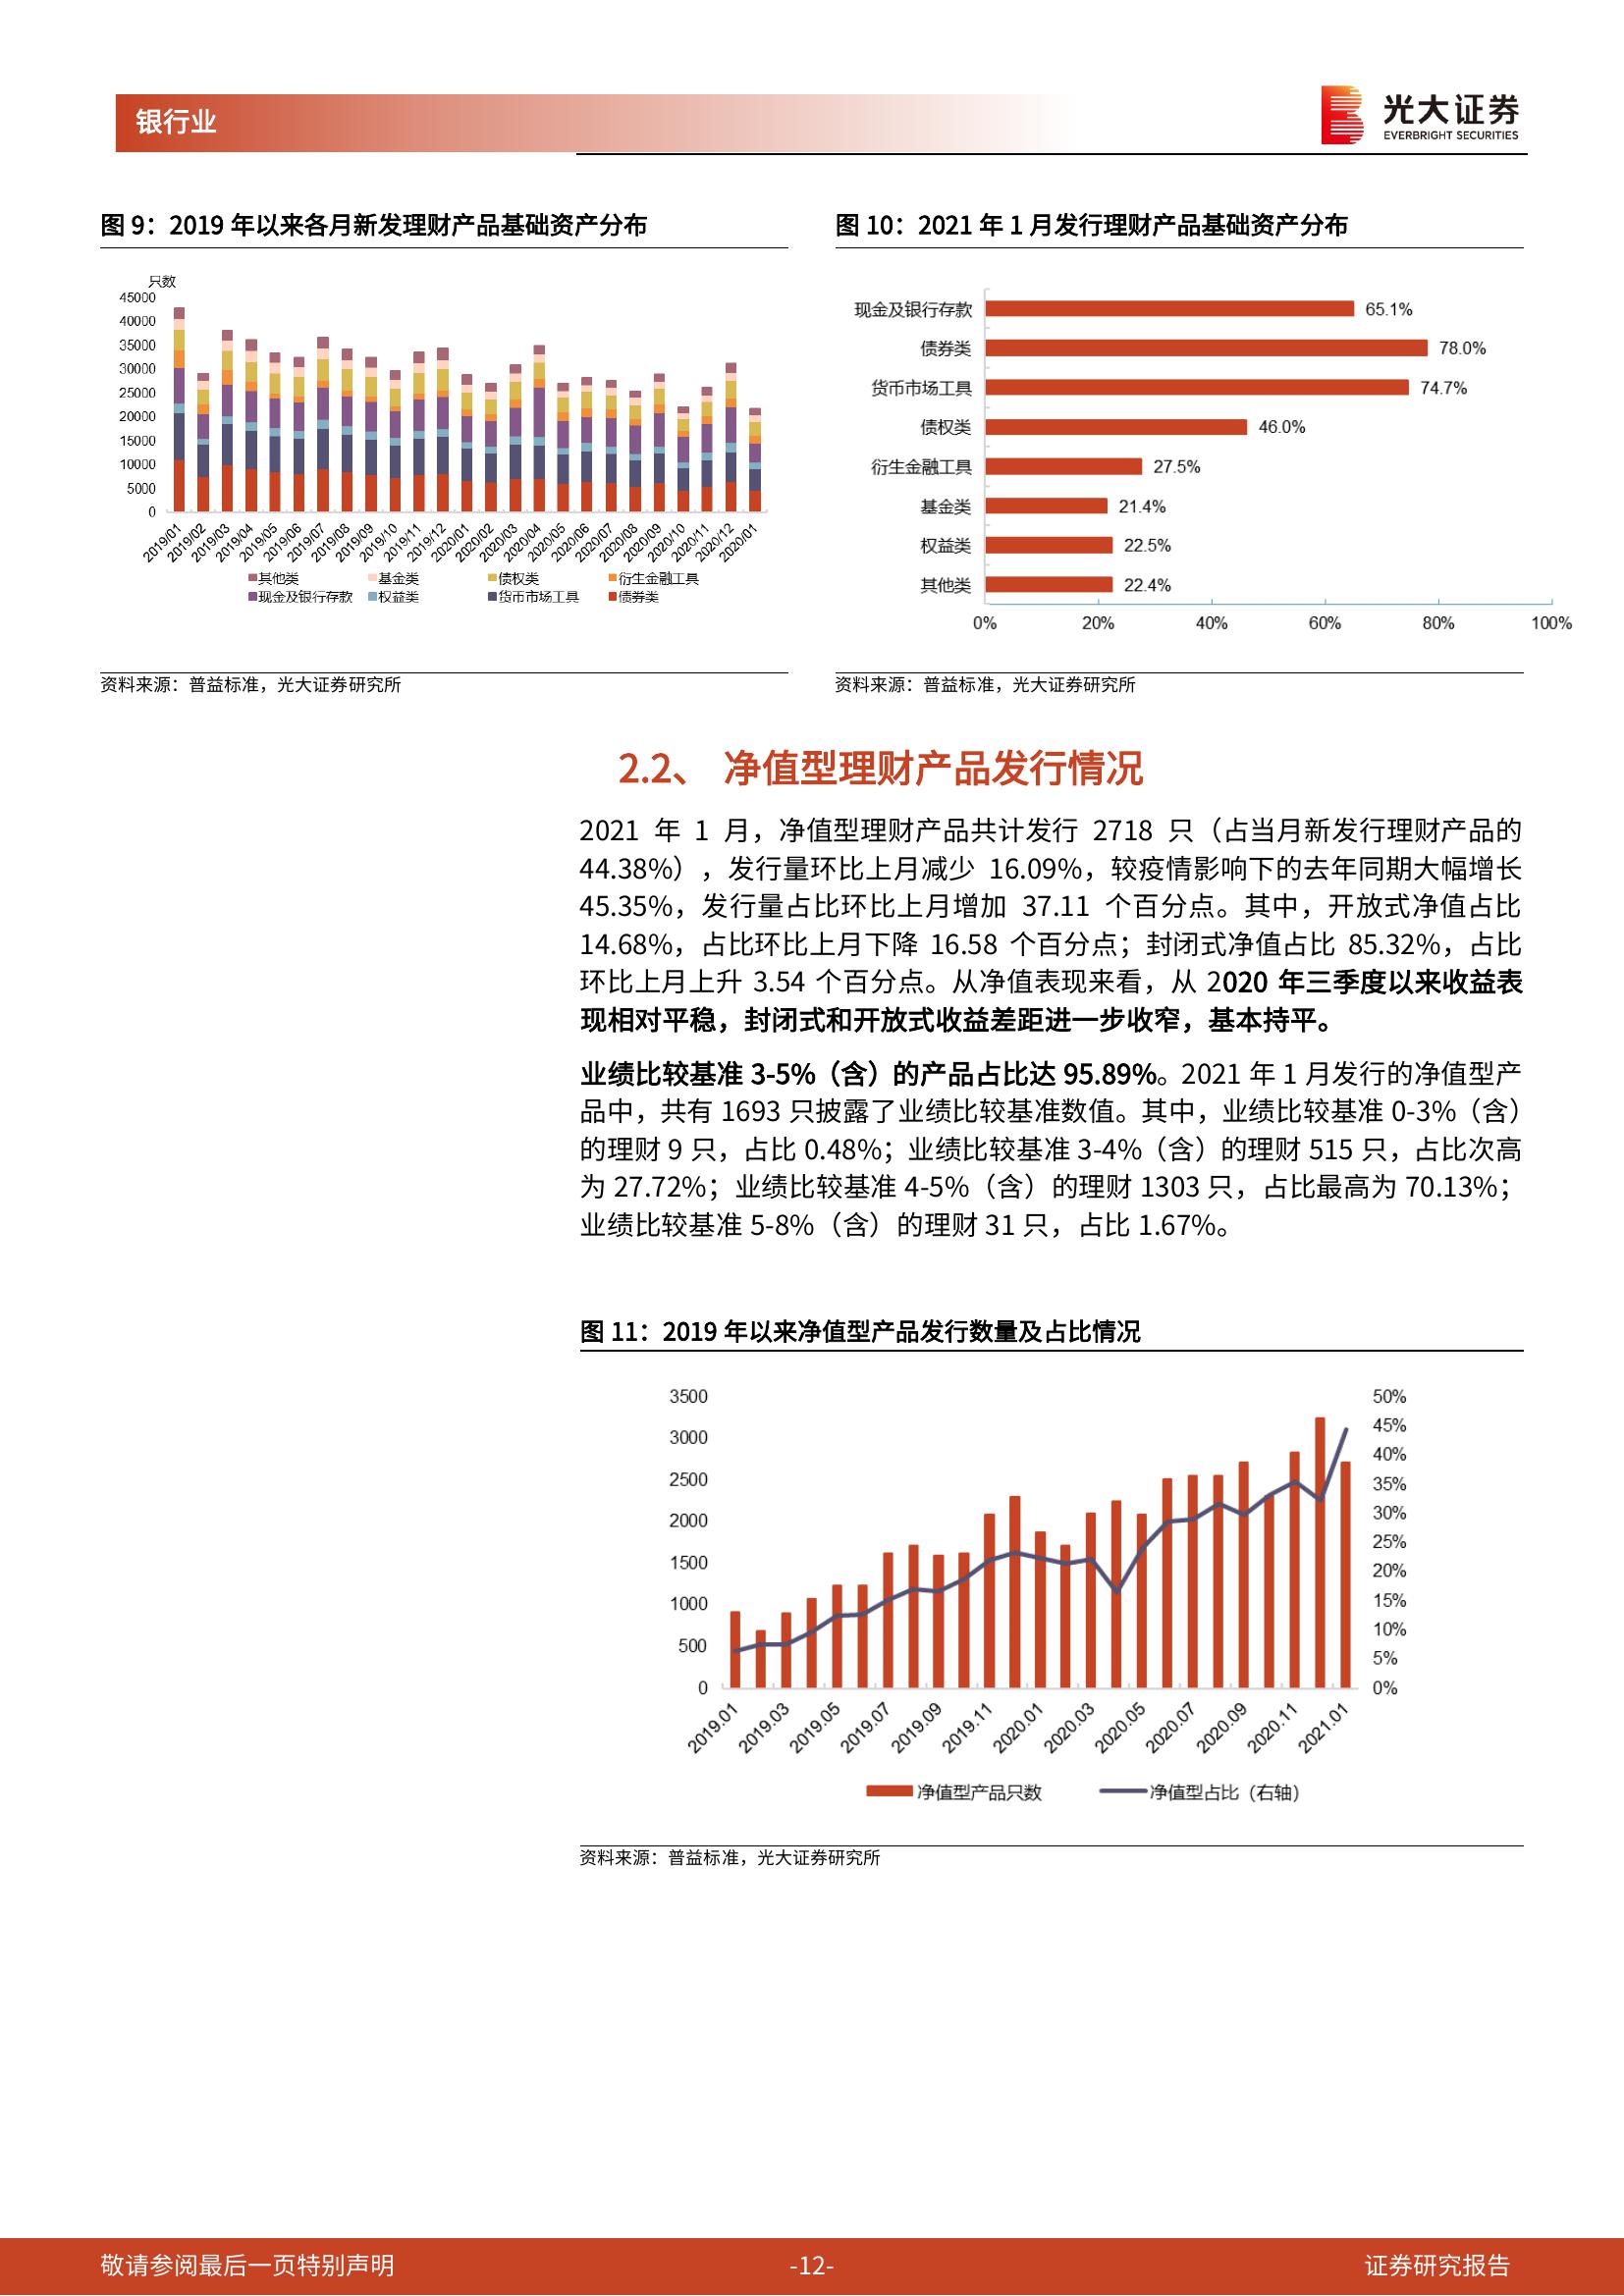 银行业
光大证券
EVERBRIGHT SECURITIES
图 9：2019 年以来各月新发理财产品基础资产分布
只数
45000
40000
35000
30000
25000
20000
15000
10000
5000
0
2019/01 2019/02 2019/03 2019/04 2019/05 2019/06 2019/07 2019/08 2019/09 2019/10 2019/11 2019/12 2020/01 2020/02 2020/03 2020/04 2020/05 2020/06 2020/07 2020/08 2020/09 2020/10 2020/11 2020/12 2020/01
其他类 基金类 债权类 衍生金融工具
现金及银行存款 权益类 货币市场工具 债券类
资料来源：普益标准，光大证券研究所
图 10：2021 年 1 月发行理财产品基础资产分布
现金及银行存款 65.1%
债券类 78.0%
货币市场工具 74.7%
债权类 46.0%
衍生金融工具 27.5%
基金类 21.4%
权益类 22.5%
其他类 22.4%
0% 20% 40% 60% 80% 100%
资料来源：普益标准，光大证券研究所
2.2、 净值型理财产品发行情况
2021 年 1 月，净值型理财产品共计发行 2718 只（占当月新发行理财产品的
44.38%），发行量环比上月减少 16.09%，较疫情影响下的去年同期大幅增长
45.35%，发行量占比环比上月增加 37.11 个百分点。其中，开放式净值占比
14.68%，占比环比上月下降 16.58 个百分点；封闭式净值占比 85.32%，占比
环比上月上升 3.54 个百分点。从净值表现来看，从 2020 年三季度以来收益表
现相对平稳，封闭式和开放式收益差距进一步收窄，基本持平。
业绩比较基准 3-5%（含）的产品占比达 95.89%。2021 年 1 月发行的净值型产
品中，共有 1693 只披露了业绩比较基准数值。其中，业绩比较基准 0-3%（含）
的理财 9 只，占比 0.48%；业绩比较基准 3-4%（含）的理财 515 只，占比次高
为 27.72%；业绩比较基准 4-5%（含）的理财 1303 只，占比最高为 70.13%；
业绩比较基准 5-8%（含）的理财 31 只，占比 1.67%。
图 11：2019 年以来净值型产品发行数量及占比情况
3500
3000
2500
2000
1500
1000
500
0
50%
45%
40%
35%
30%
25%
20%
15%
10%
5%
0%
2019.01 2019.03 2019.05 2019.07 2019.09 2019.11 2020.01 2020.03 2020.05 2020.07 2020.09 2020.11 2021.01
净值型产品只数 净值型占比（右轴）
资料来源：普益标准，光大证券研究所
敬请参阅最后一页特别声明 -12- 证券研究报告